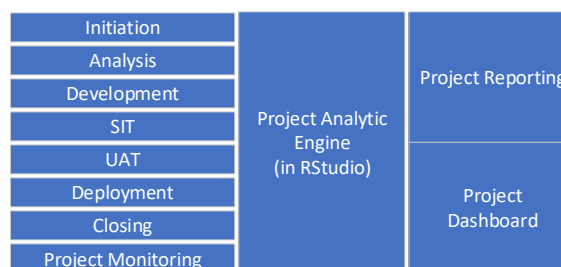 Initiation
Analysis
Development
SIT
UAT
Deployment
Closing
Project Monitoring
Project Analytic
Engine
(in RStudio)
Project Reporting
Project
Dashboard